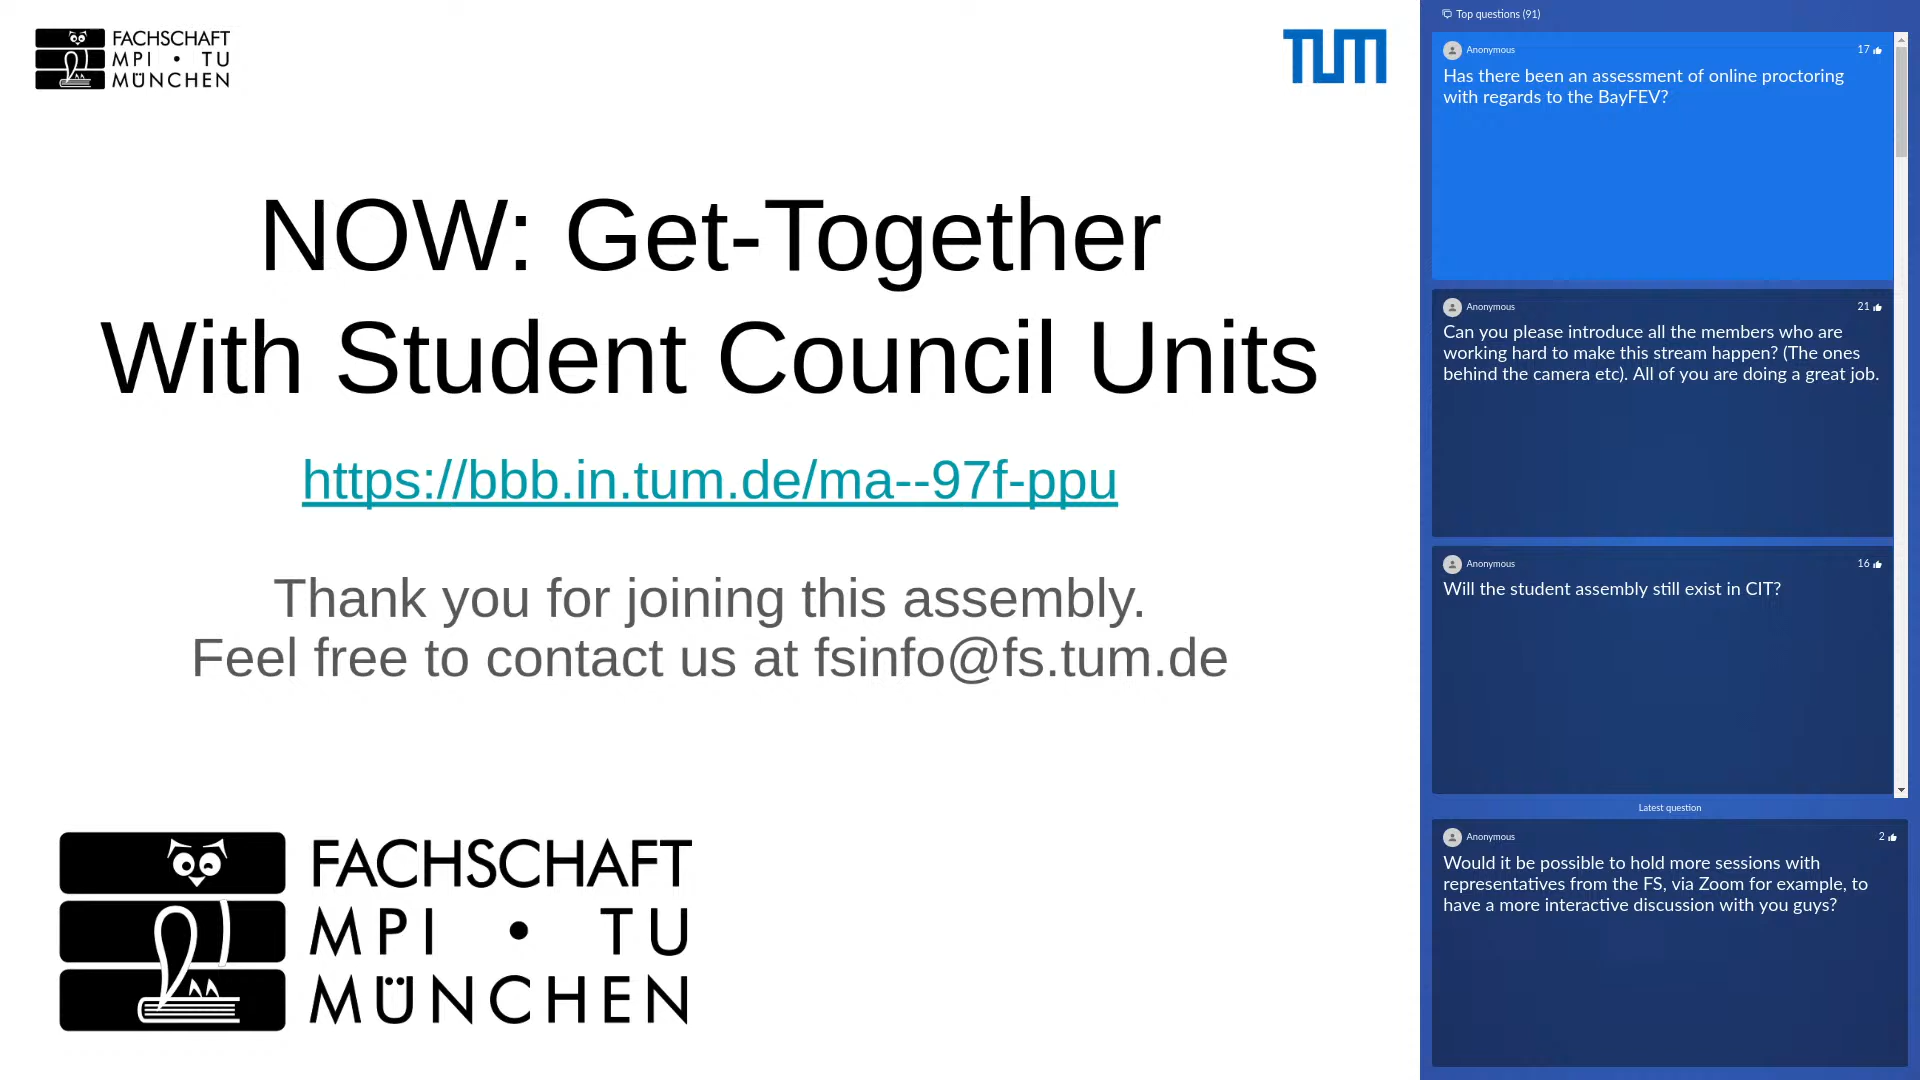 FACHSCHAFT
MPI • TU
MÜNCHEN
TUM
NOW: Get-Together
With Student Council Units
https://bbb.in.tum.de/ma--97f-ppu
Thank you for joining this assembly.
Feel free to contact us at fsinfo@fs.tum.de
FACHSCHAFT
MPI • TU
MÜNCHEN
Top questions (91)
Anonymous 17
Has there been an assessment of online proctoring
with regards to the BayFEV?
Anonymous 21
Can you please introduce all the members who are
working hard to make this stream happen? (The ones
behind the camera etc). All of you are doing a great job.
Anonymous 16
Will the student assembly still exist in CIT?
Latest question
Anonymous 2
Would it be possible to hold more sessions with
representatives from the FS, via Zoom for example, to
have a more interactive discussion with you guys?